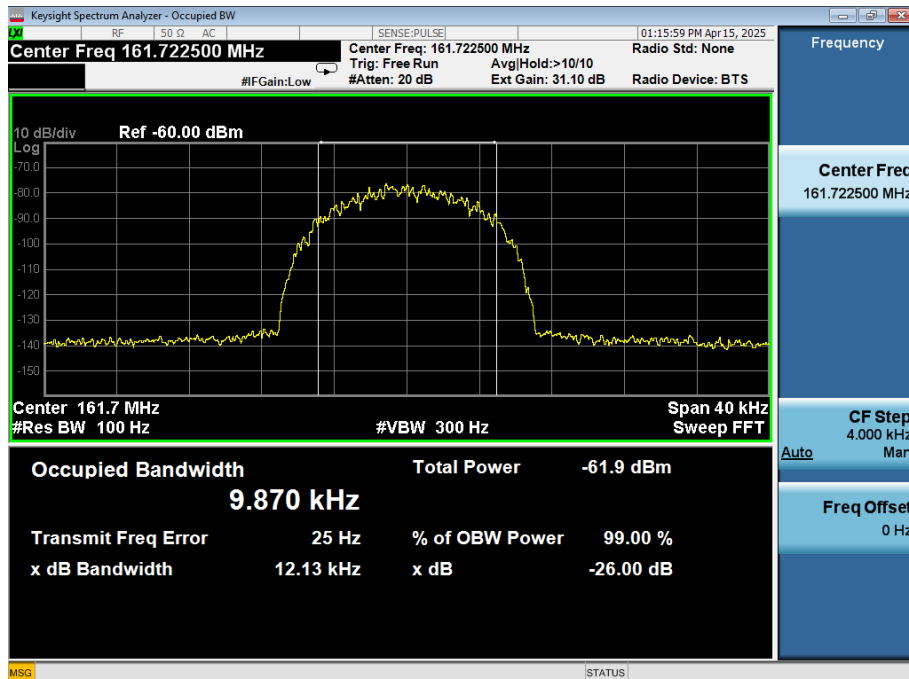 Keysight Spectrum Analyzer - Occupied BW
LXI
RF 50 Ω AC SENSE:PULSE 01:15:59 PM Apr 15, 2025
Center Freq 161.722500 MHz
#IFGain:Low
Center Freq: 161.722500 MHz
Trig: Free Run Avg|Hold:>10/10
#Atten: 20 dB Ext Gain: 31.10 dB
Radio Std: None
Radio Device: BTS
10 dB/div Ref -60.00 dBm
Log
-70.0
-80.0
-90.0
-100
-110
-120
-130
-140
-150
Center 161.7 MHz Span 40 kHz
#Res BW 100 Hz #VBW 300 Hz Sweep FFT
Occupied Bandwidth
9.870 kHz
Total Power -61.9 dBm
Transmit Freq Error 25 Hz % of OBW Power 99.00 %
x dB Bandwidth 12.13 kHz x dB -26.00 dB
Frequency
Center Freq
161.722500 MHz
CF Step
4.000 kHz
Auto Man
Freq Offset
0 Hz
MSG STATUS